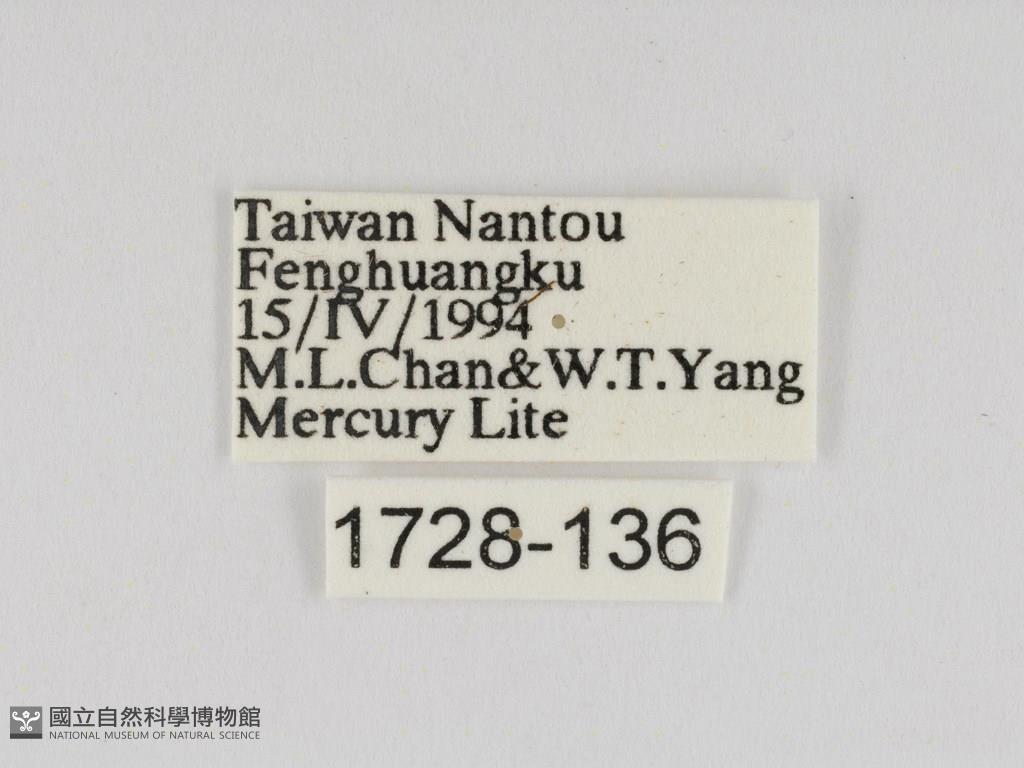 Taiwan Nantou
Fenghuangku
15/IV/1994
M.L.Chan&W.T.Yang
Mercury Lite
1728-136
國立自然科學博物館
NATIONAL MUSEUM OF NATURAL SCIENCE